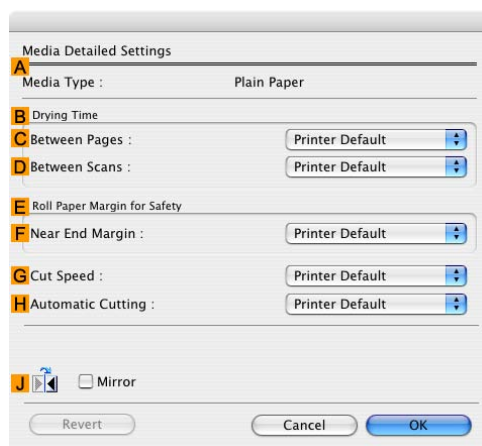 Media Detailed Settings
A
Media Type : Plain Paper
B Drying Time
C Between Pages : Printer Default
D Between Scans : Printer Default
E Roll Paper Margin for Safety
F Near End Margin : Printer Default
G Cut Speed : Printer Default
H Automatic Cutting : Printer Default
J Mirror
Revert Cancel OK